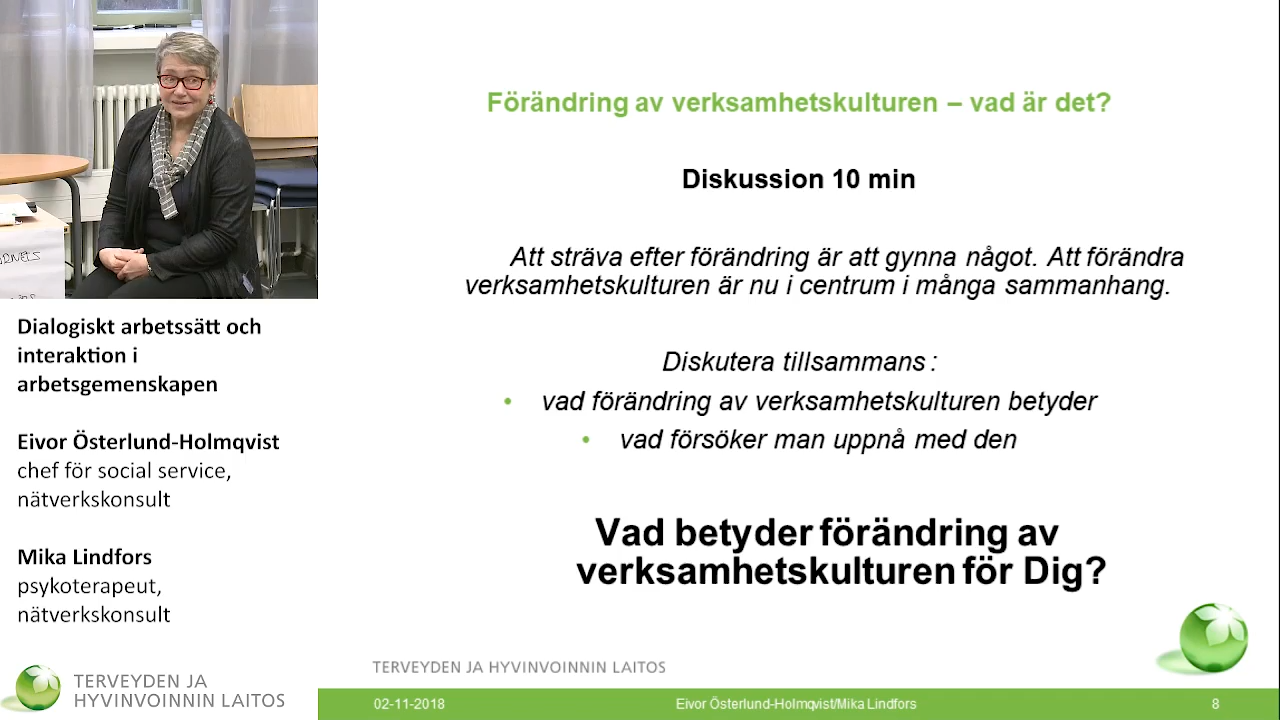 Dialogiskt arbetssätt och
interaktion i
arbetsgemenskapen
Eivor Österlund-Holmqvist
chef för social service,
nätverkskonsult
Mika Lindfors
psykoterapeut,
nätverkskonsult
TERVEYDEN JA
HYVINVOINNIN LAITOS
Förändring av verksamhetskulturen – vad är det?
Diskussion 10 min
Att sträva efter förändring är att gynna något. Att förändra
verksamhetskulturen är nu i centrum i många sammanhang.
Diskutera tillsammans :
• vad förändring av verksamhetskulturen betyder
• vad försöker man uppnå med den
Vad betyder förändring av
verksamhetskulturen för Dig?
TERVEYDEN JA HYVINVOINNIN LAITOS
02-11-2018 Eivor Österlund-Holmqvist/Mika Lindfors 8